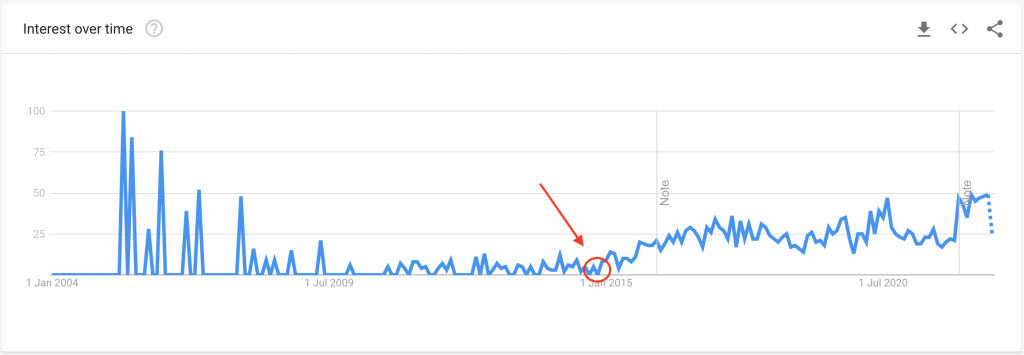 Interest over time
100
75
50
25
Note
Note
1 Jan 2004
1 Jul 2009
1 Jan 2015
1 Jul 2020